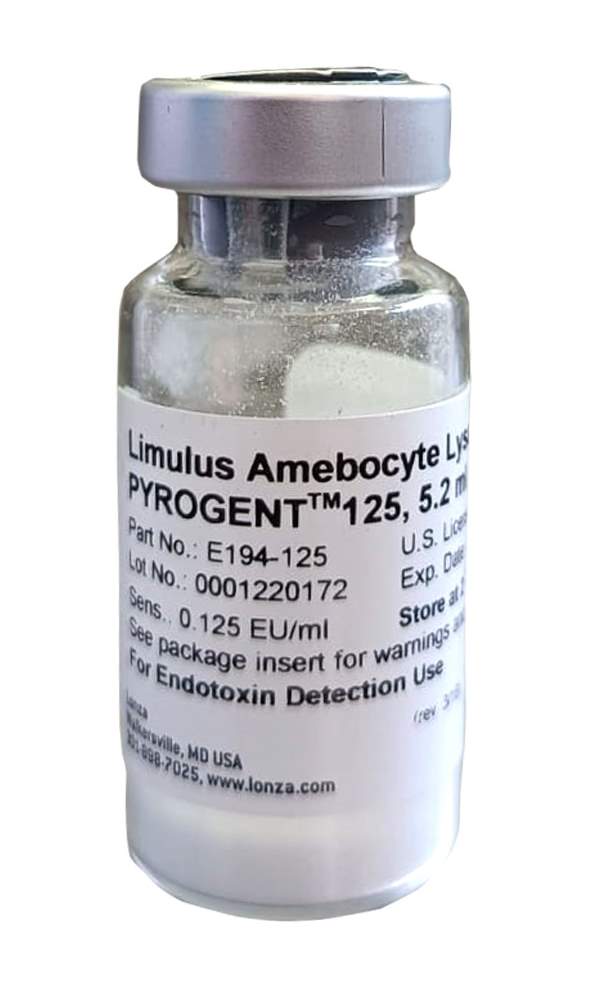 Limulus Amebocyte Lys
PYROGENT™125, 5.2 ml
Part No.: E194-125
U.S. Lice
Lot No.: 0001220172
Exp. Date
Sens.. 0.125 EU/ml
Store at 2
See package insert for warnings
For Endotoxin Detection Use
(rev.
Lonza
Walkersville, MD USA
301-898-7025, www.lonza.com